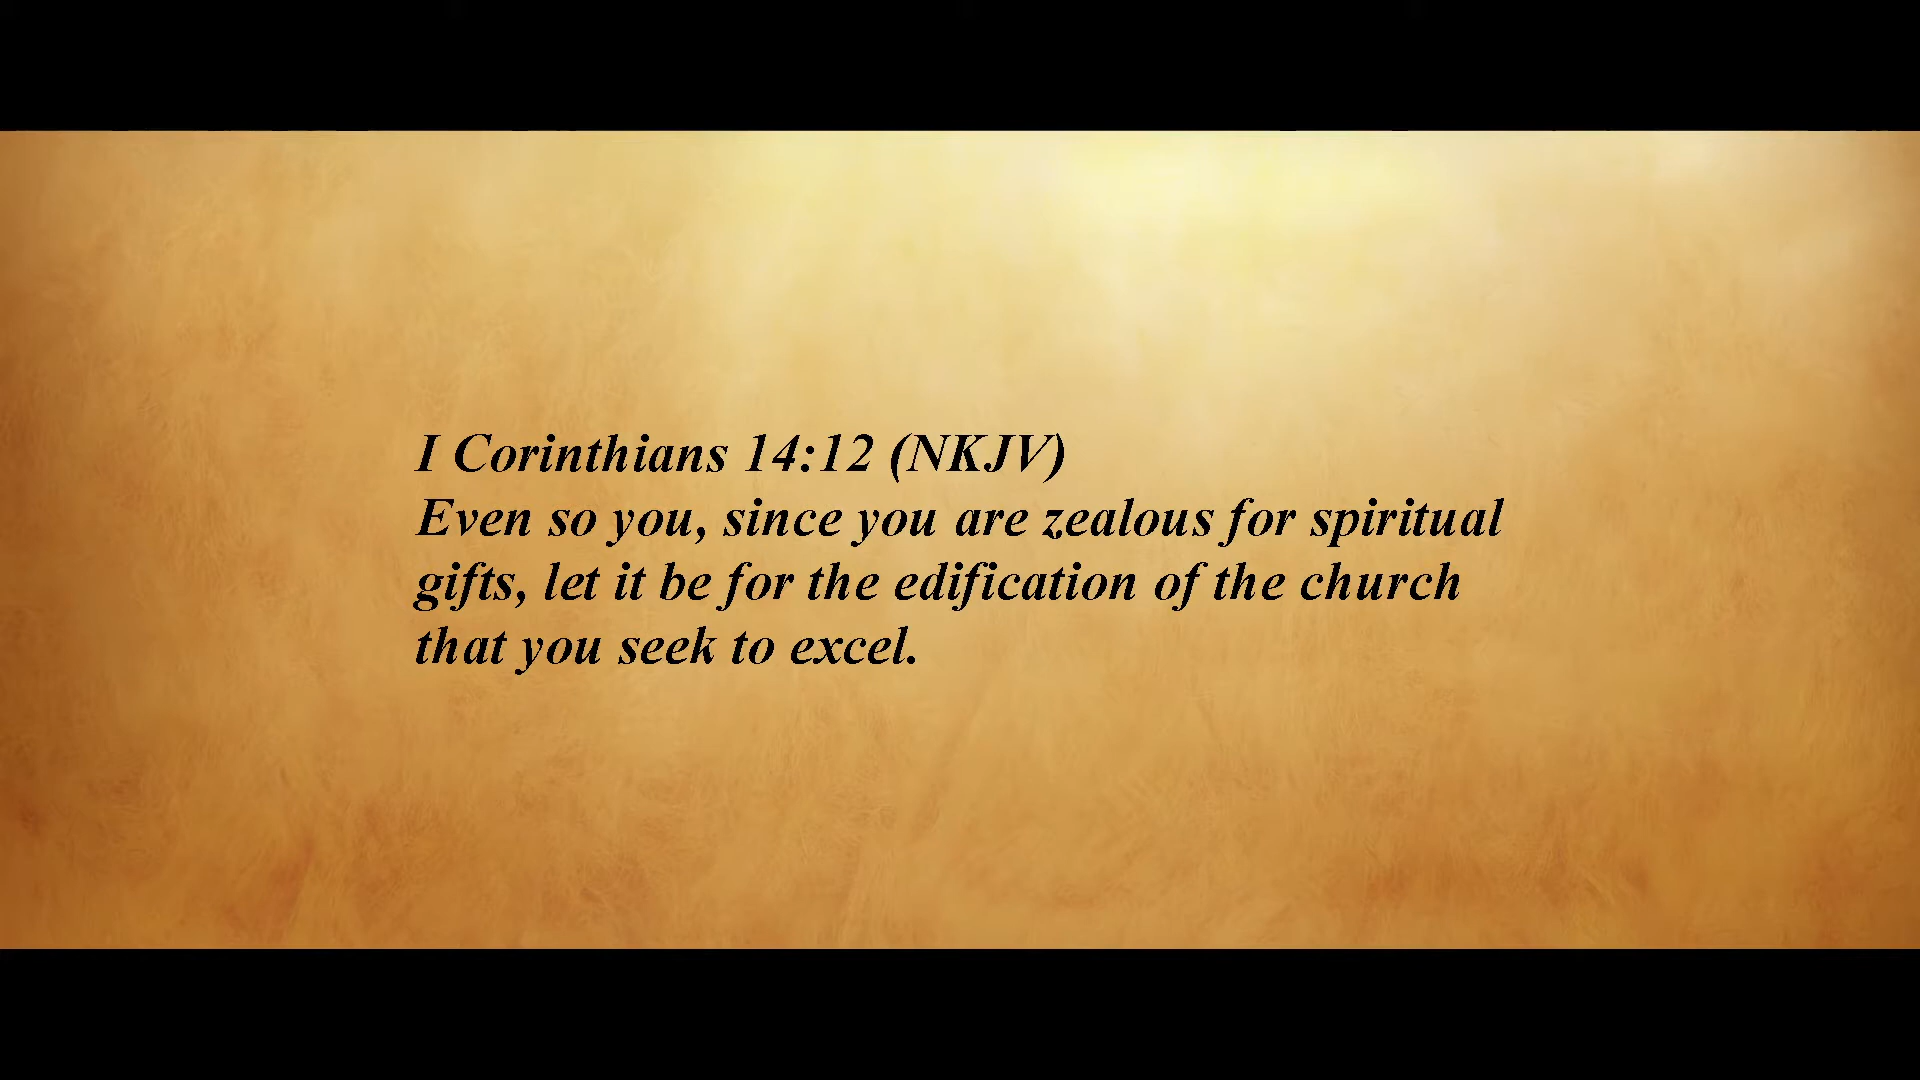 I Corinthians 14:12 (NKJV)
Even so you, since you are zealous for spiritual
gifts, let it be for the edification of the church
that you seek to excel.